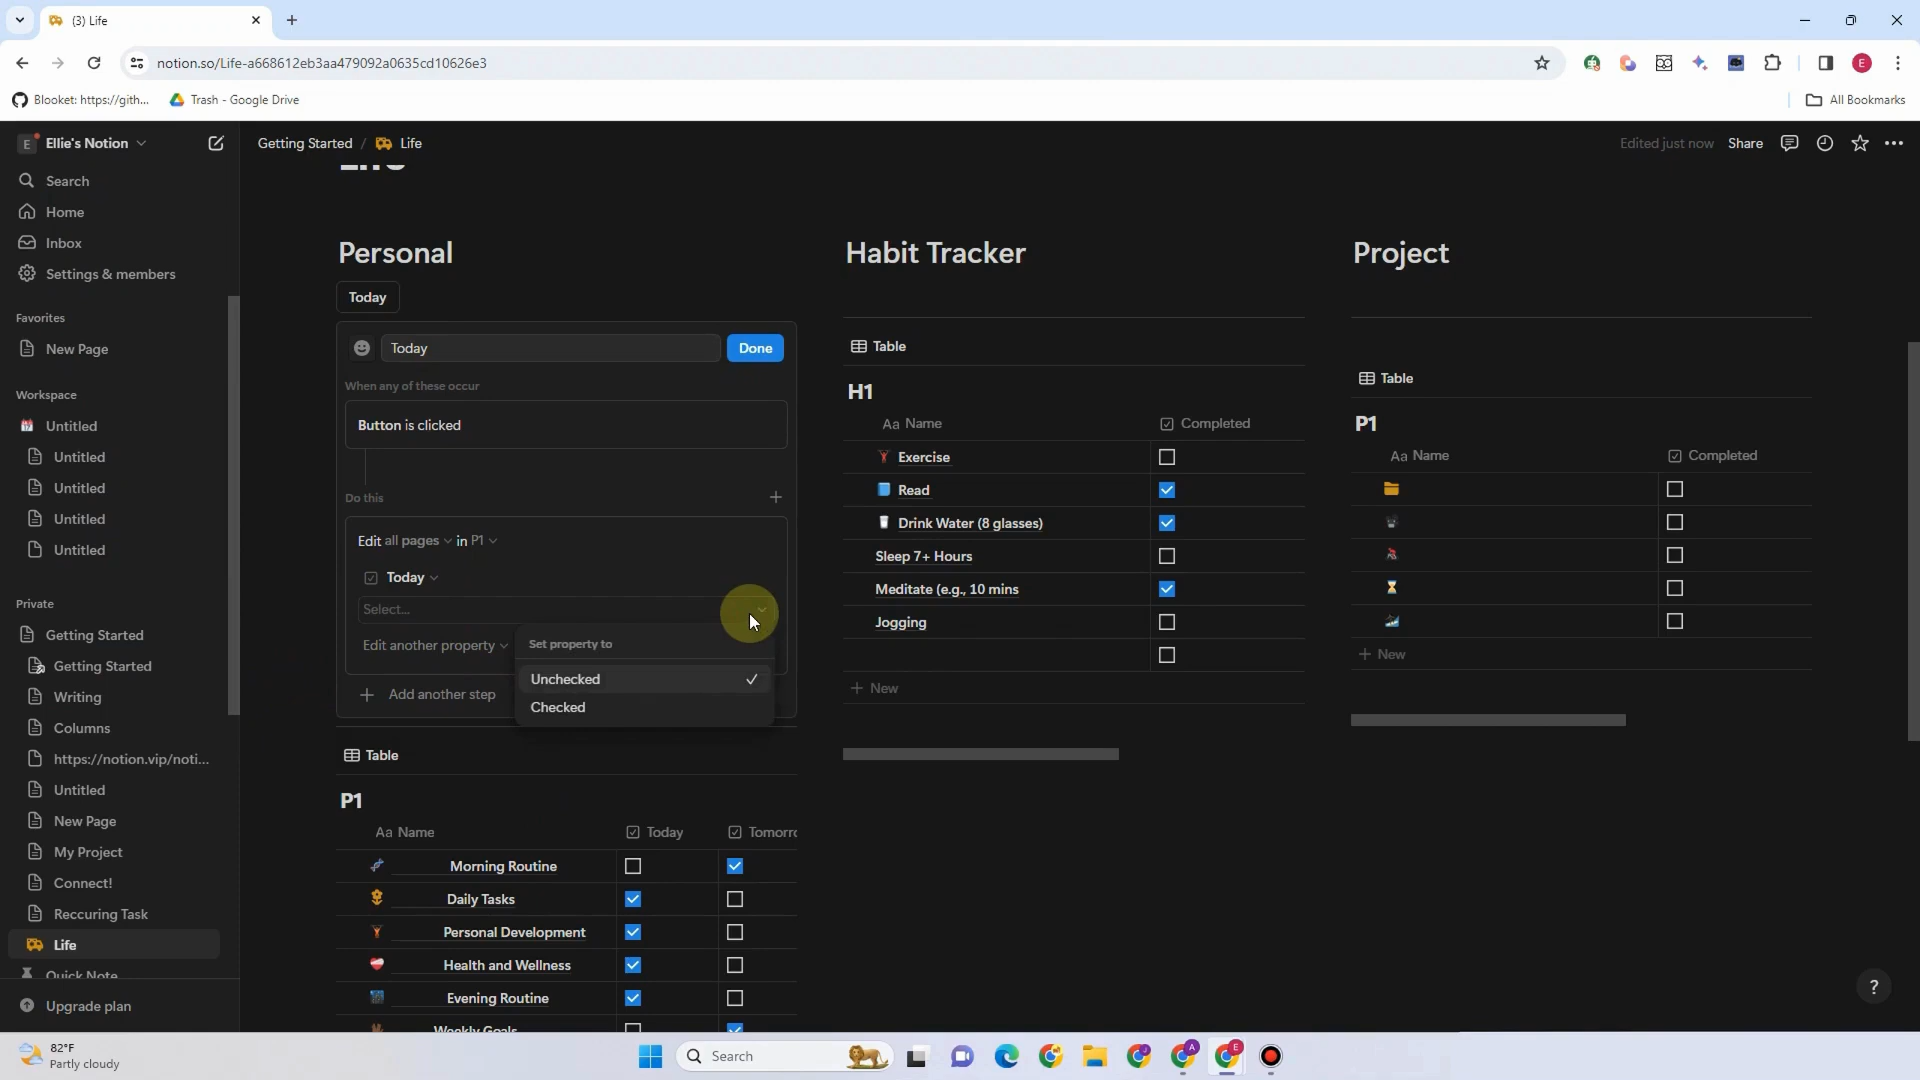 (3) Life
notion.so/Life-a668612eb3aa479092a0635cd10626e3
E
Blooket: https://gith...
Trash - Google Drive
All Bookmarks
E
Ellie's Notion
Search
Home
Inbox
Settings & members
Favorites
New Page
Workspace
Untitled
Untitled
Untitled
Untitled
Untitled
Private
Getting Started
Getting Started
Writing
Columns
https://notion.vip/noti...
Untitled
New Page
My Project
Connect!
Reccuring Task
Life
Quick Note
Upgrade plan
Getting Started / Life
Edited just now
Share
Life
Personal
Today
Today
Done
When any of these occur
Button is clicked
Do this
Edit all pages in P1
Today
Select...
Edit another property
Set property to
Unchecked
Checked
Add another step
Table
P1
Aa Name
Today
Tomorro
Morning Routine
Daily Tasks
Personal Development
Health and Wellness
Evening Routine
Weekly Goals
Habit Tracker
Table
H1
Aa Name
Completed
Exercise
Read
Drink Water (8 glasses)
Sleep 7+ Hours
Meditate (e.g., 10 mins
Jogging
New
Project
Table
P1
Aa Name
Completed
New
?
82°F
Partly cloudy
Search
J
A
E